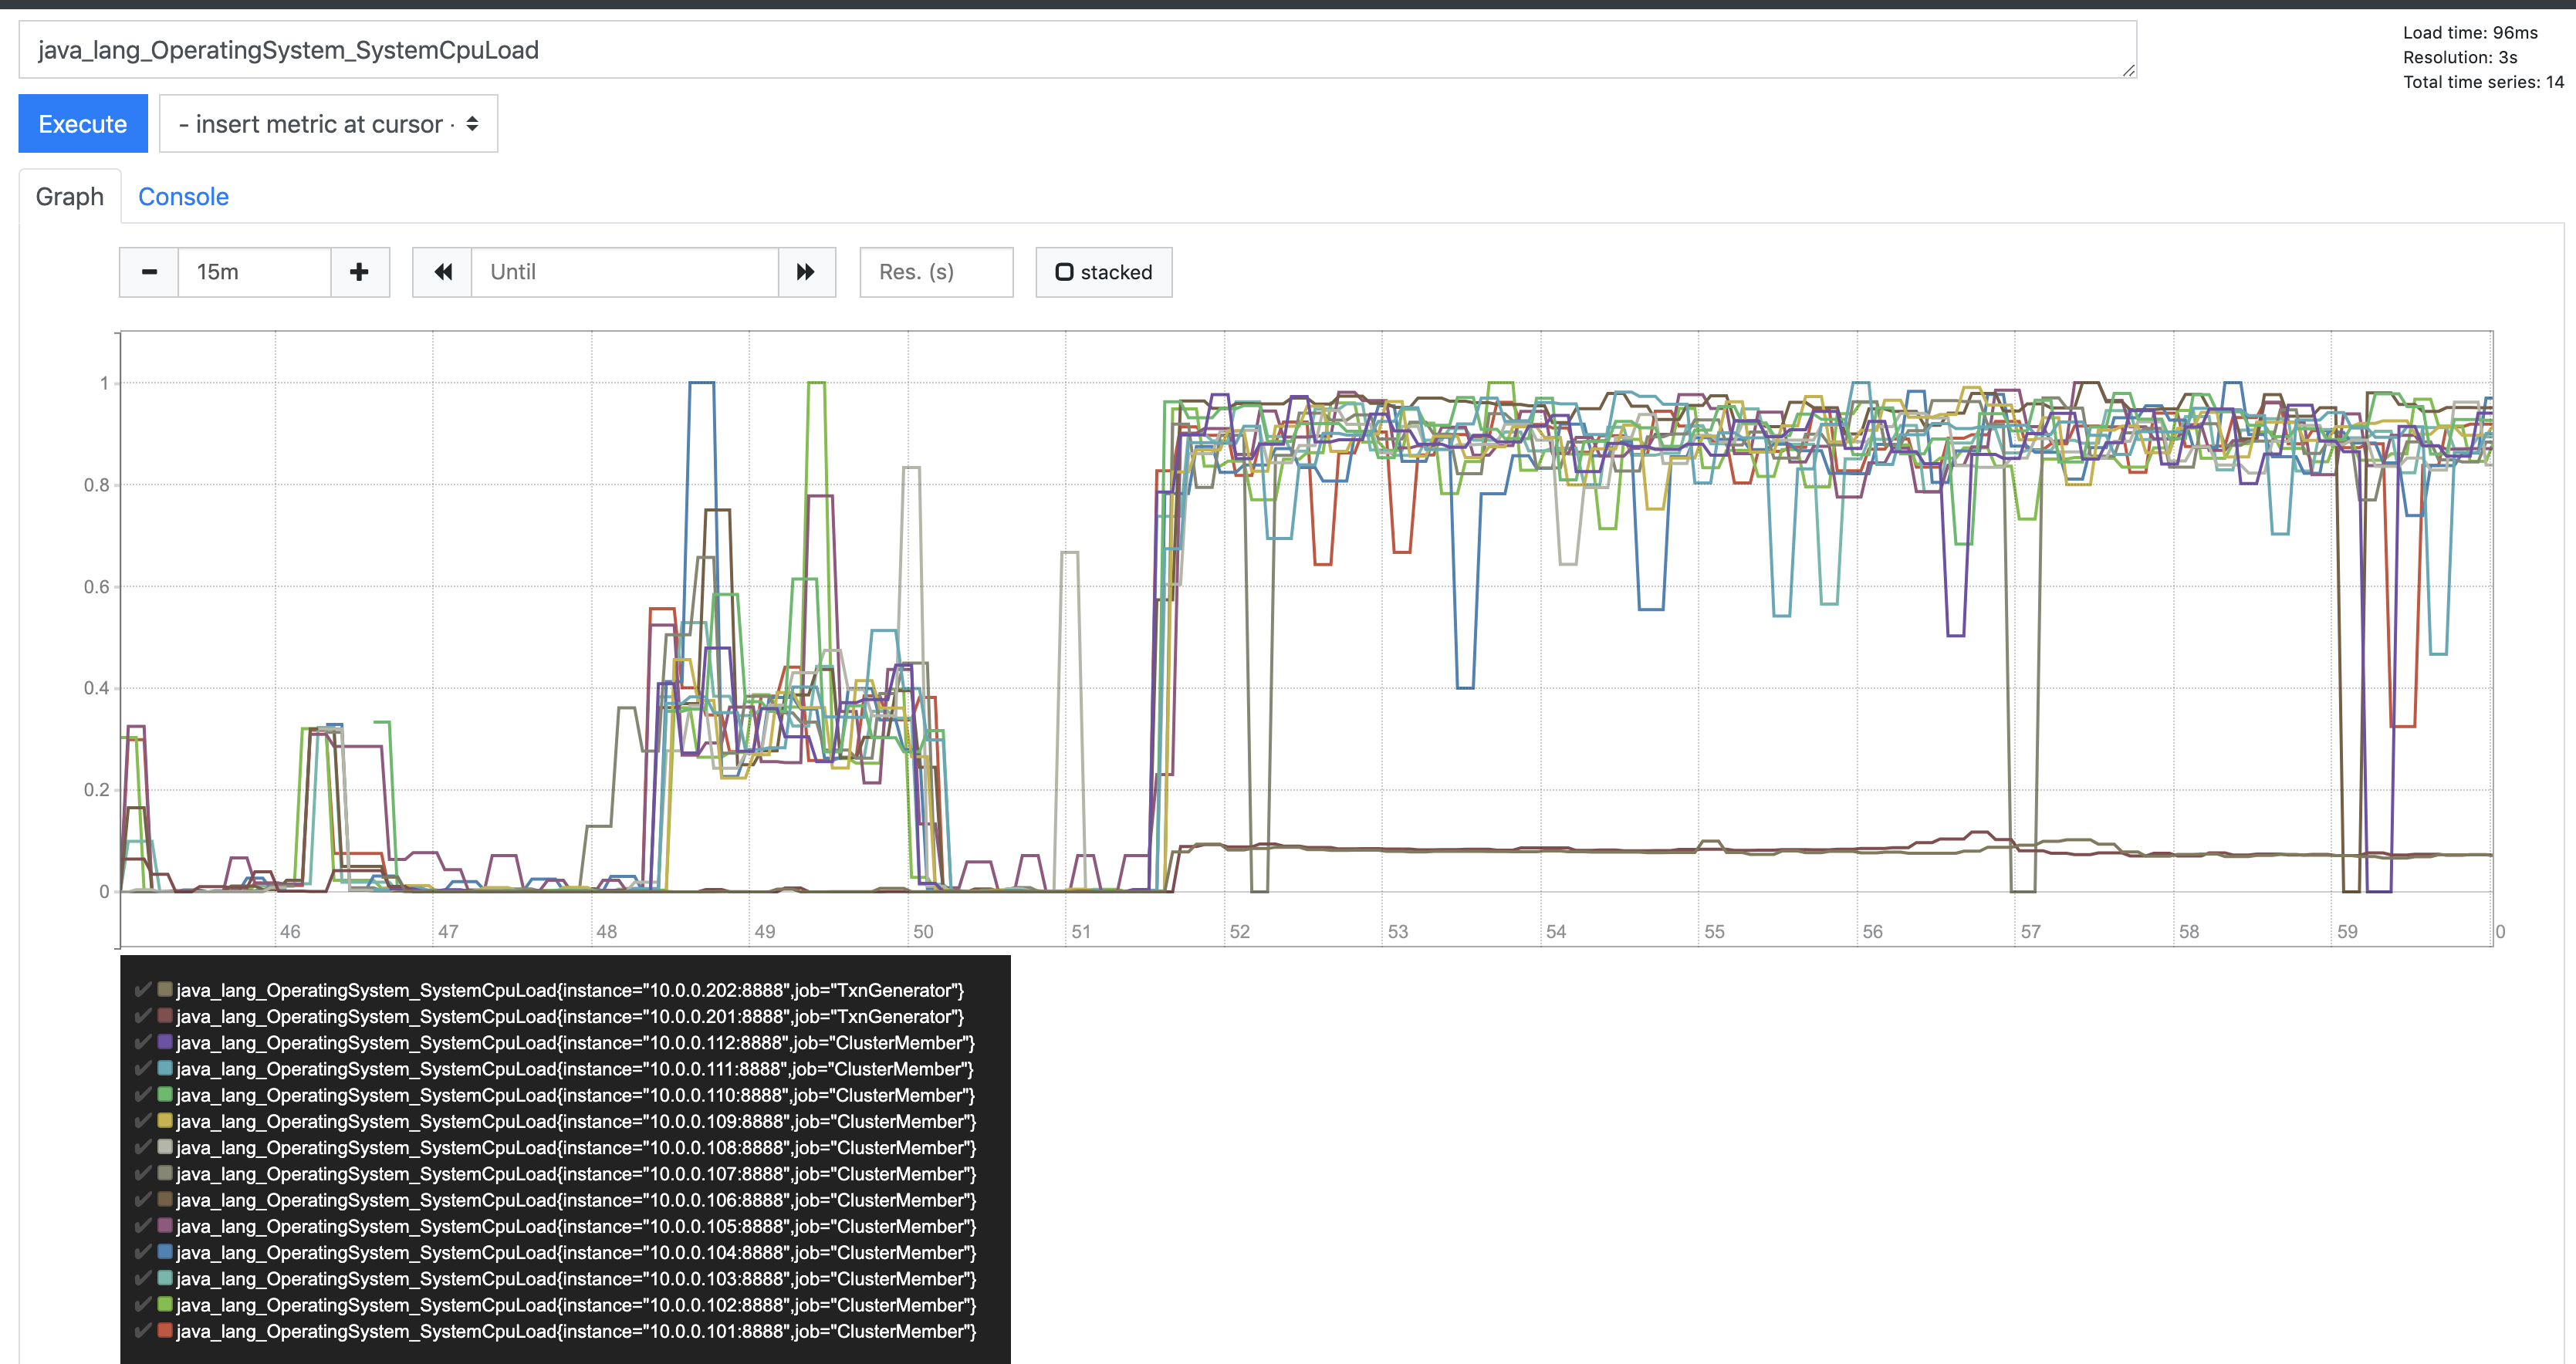 java_lang_OperatingSystem_SystemCpuLoad
Load time: 96ms
Resolution: 3s
Total time series: 14
Execute
- insert metric at cursor ·
Graph Console
15m Until Res. (s) stacked
1
0.8
0.6
0.4
0.2
0
46 47 48 49 50 51 52 53 54 55 56 57 58 59 0
java_lang_OperatingSystem_SystemCpuLoad{instance="10.0.0.202:8888",job="TxnGenerator"}
java_lang_OperatingSystem_SystemCpuLoad{instance="10.0.0.201:8888",job="TxnGenerator"}
java_lang_OperatingSystem_SystemCpuLoad{instance="10.0.0.112:8888",job="ClusterMember"}
java_lang_OperatingSystem_SystemCpuLoad{instance="10.0.0.111:8888",job="ClusterMember"}
java_lang_OperatingSystem_SystemCpuLoad{instance="10.0.0.110:8888",job="ClusterMember"}
java_lang_OperatingSystem_SystemCpuLoad{instance="10.0.0.109:8888",job="ClusterMember"}
java_lang_OperatingSystem_SystemCpuLoad{instance="10.0.0.108:8888",job="ClusterMember"}
java_lang_OperatingSystem_SystemCpuLoad{instance="10.0.0.107:8888",job="ClusterMember"}
java_lang_OperatingSystem_SystemCpuLoad{instance="10.0.0.106:8888",job="ClusterMember"}
java_lang_OperatingSystem_SystemCpuLoad{instance="10.0.0.105:8888",job="ClusterMember"}
java_lang_OperatingSystem_SystemCpuLoad{instance="10.0.0.104:8888",job="ClusterMember"}
java_lang_OperatingSystem_SystemCpuLoad{instance="10.0.0.103:8888",job="ClusterMember"}
java_lang_OperatingSystem_SystemCpuLoad{instance="10.0.0.102:8888",job="ClusterMember"}
java_lang_OperatingSystem_SystemCpuLoad{instance="10.0.0.101:8888",job="ClusterMember"}